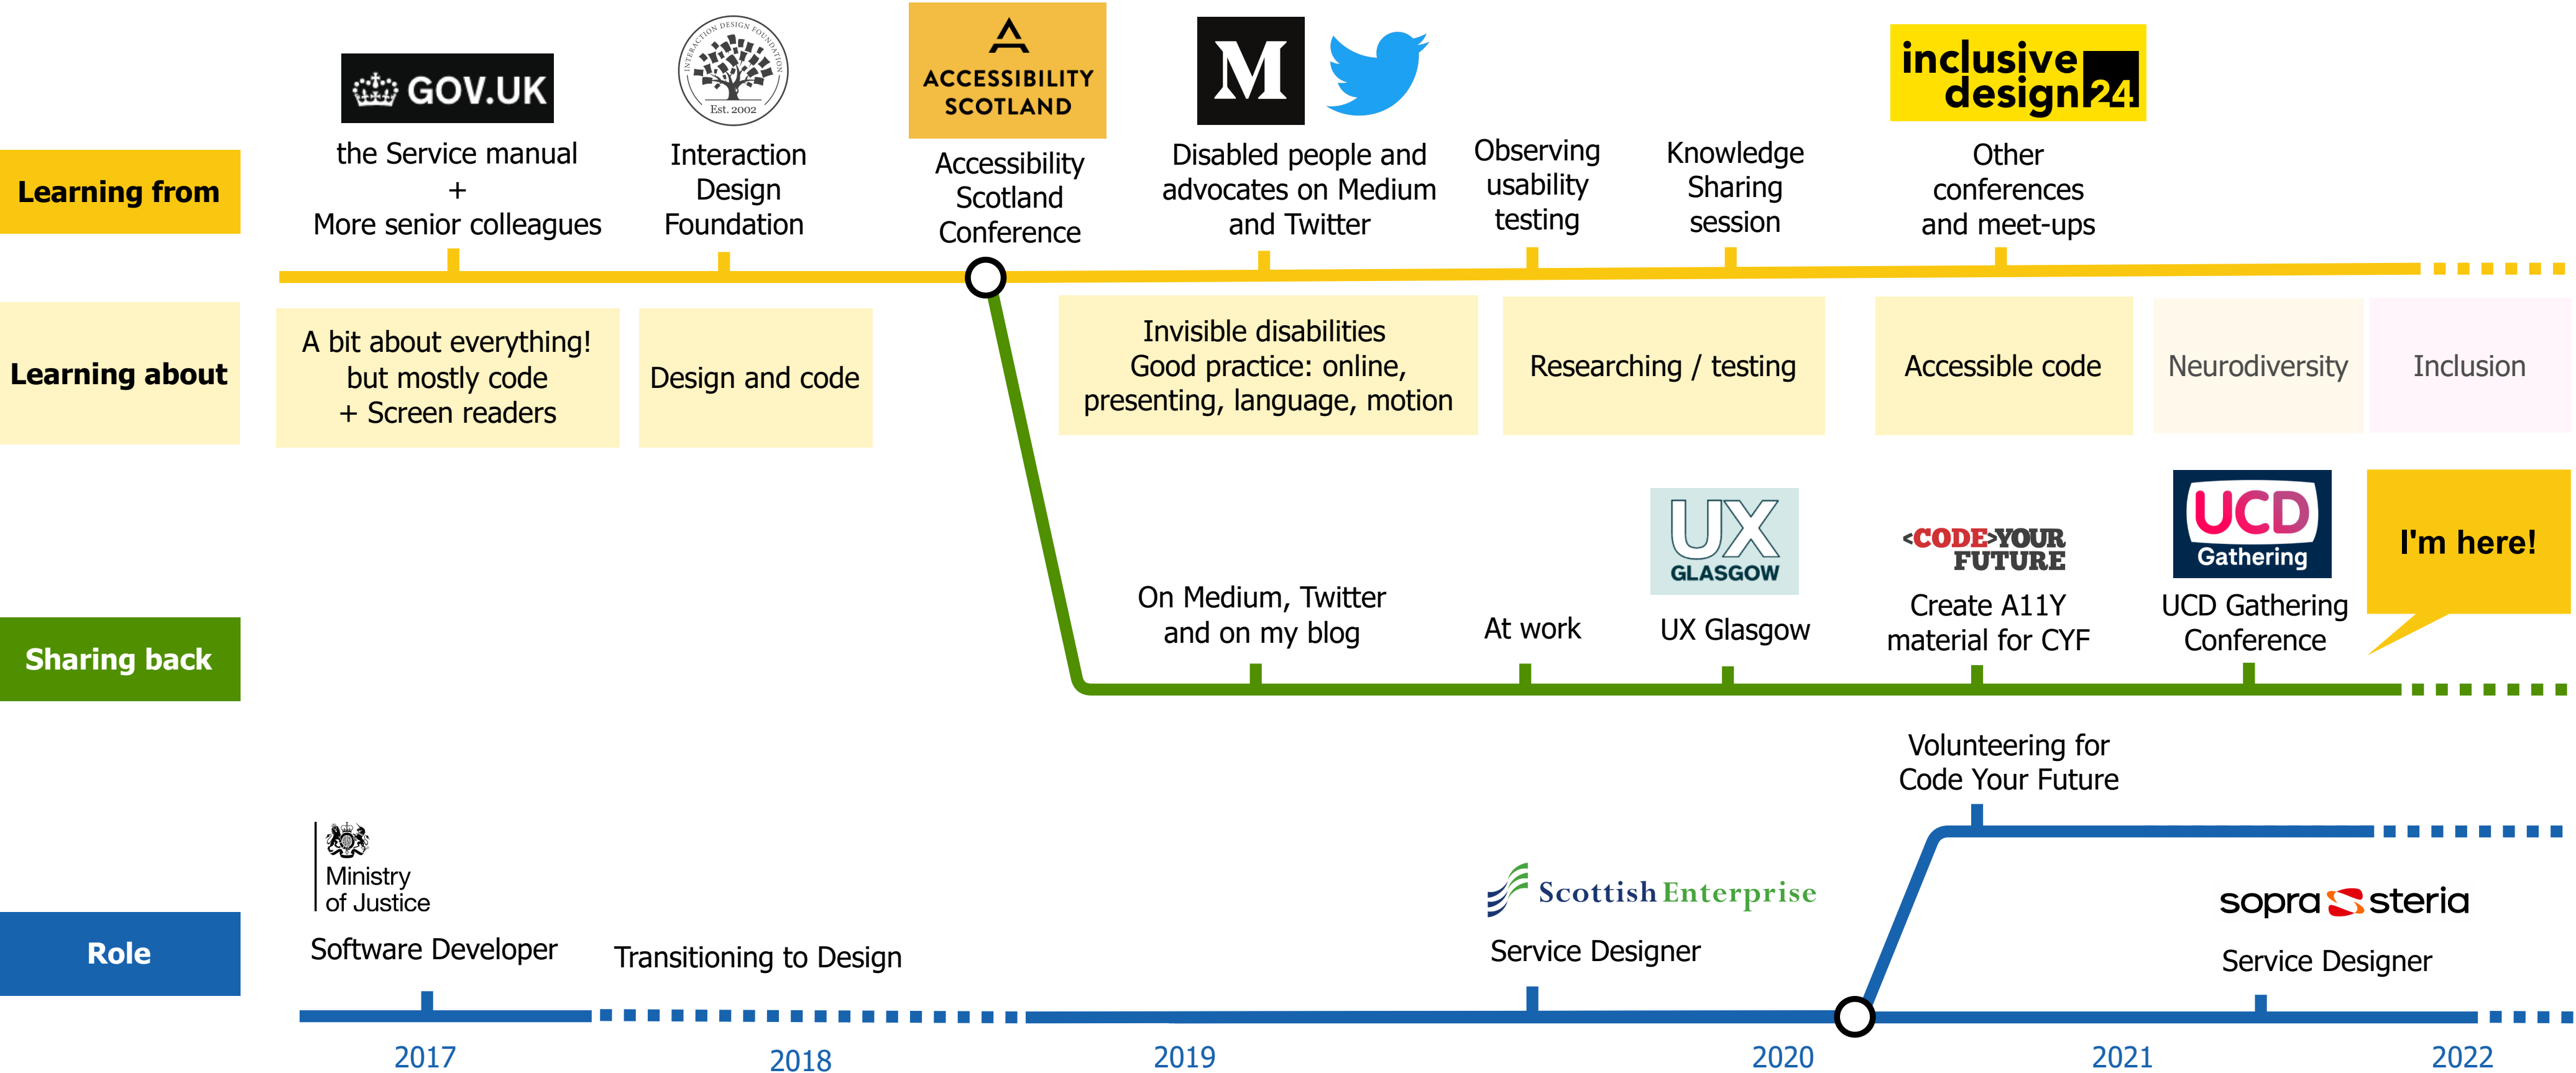 Learning from
GOV.UK
the Service manual
+
More senior colleagues
INTERACTION DESIGN FOUNDATION
Est. 2002
Interaction
Design
Foundation
ACCESSIBILITY
SCOTLAND
Accessibility
Scotland
Conference
M
Disabled people and
advocates on Medium
and Twitter
Observing
usability
testing
Knowledge
Sharing
session
inclusive
design24
Other
conferences
and meet-ups
Learning about
A bit about everything!
but mostly code
+ Screen readers
Design and code
Invisible disabilities
Good practice: online,
presenting, language, motion
Researching / testing
Accessible code
Neurodiversity
Inclusion
Sharing back
On Medium, Twitter
and on my blog
At work
UX
GLASGOW
UX Glasgow
<CODE>YOUR
FUTURE
Create A11Y
material for CYF
UCD
Gathering
UCD Gathering
Conference
I'm here!
Role
Ministry
of Justice
Software Developer
Transitioning to Design
Scottish Enterprise
Service Designer
Volunteering for
Code Your Future
sopra steria
Service Designer
2017
2018
2019
2020
2021
2022